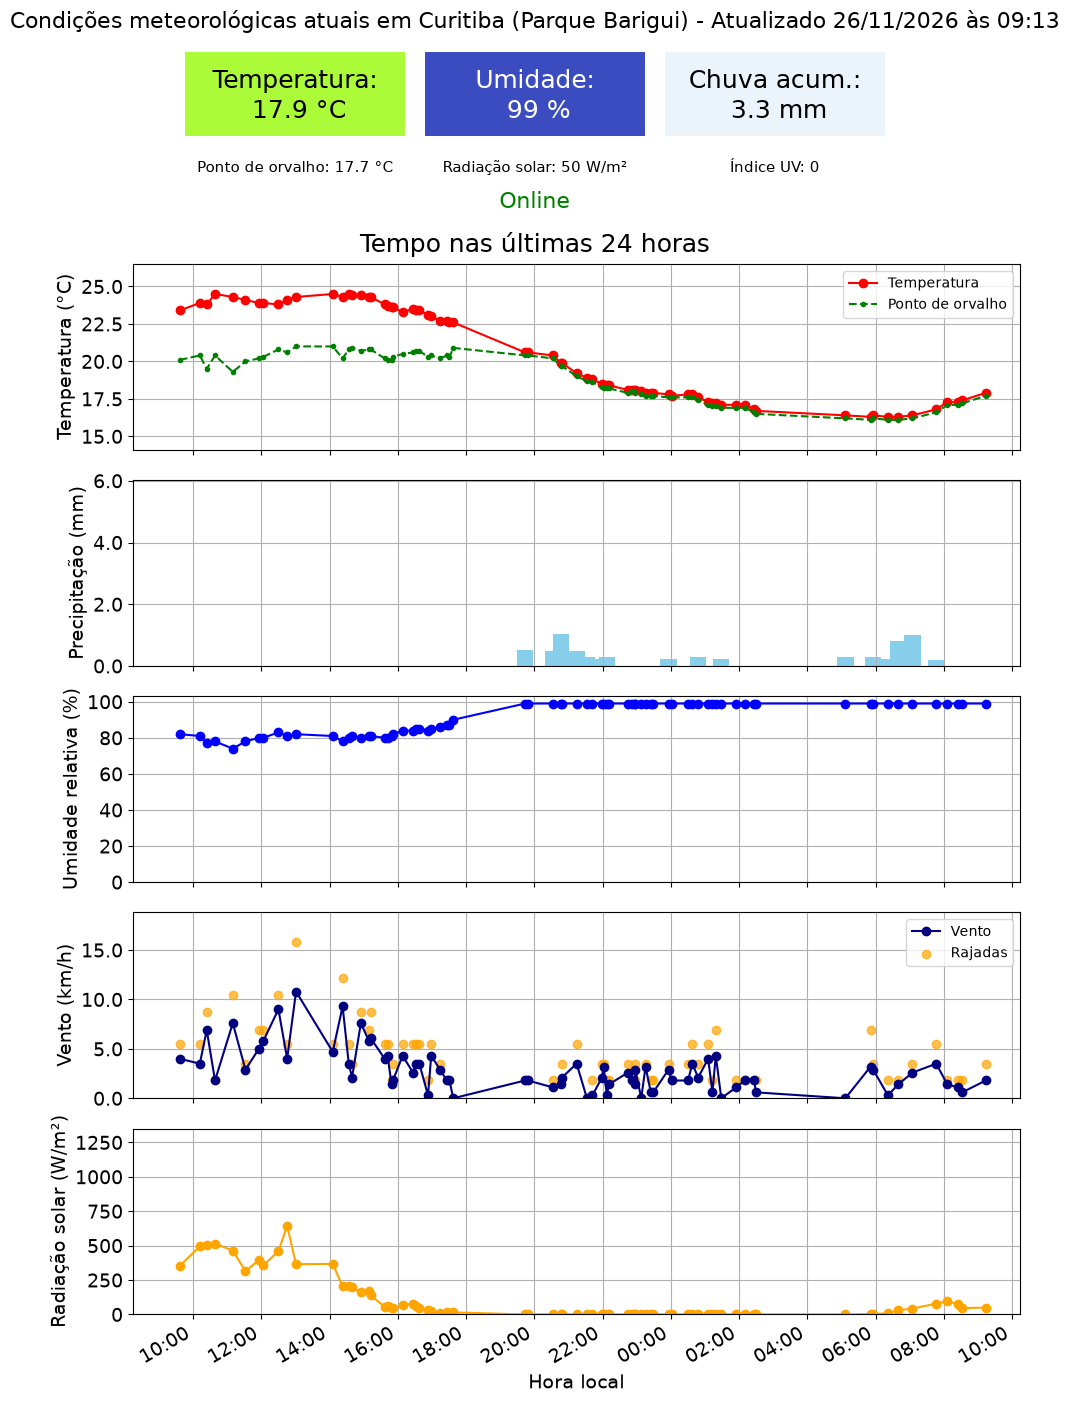 Condições meteorológicas atuais em Curitiba (Parque Barigui) - Atualizado 26/11/2026 às 09:13
Temperatura:
17.9 °C
Umidade:
99 %
Chuva acum.:
3.3 mm
Ponto de orvalho: 17.7 °C
Radiação solar: 50 W/m²
Índice UV: 0
Online
Tempo nas últimas 24 horas
Temperatura (°C)
25.0
22.5
20.0
17.5
15.0
Temperatura
Ponto de orvalho
Precipitação (mm)
6.0
4.0
2.0
0.0
Umidade relativa (%)
100
80
60
40
20
0
Vento (km/h)
15.0
10.0
5.0
0.0
Vento
Rajadas
Radiação solar (W/m²)
1250
1000
750
500
250
0
10:00
12:00
14:00
16:00
18:00
20:00
22:00
00:00
02:00
04:00
06:00
08:00
10:00
Hora local